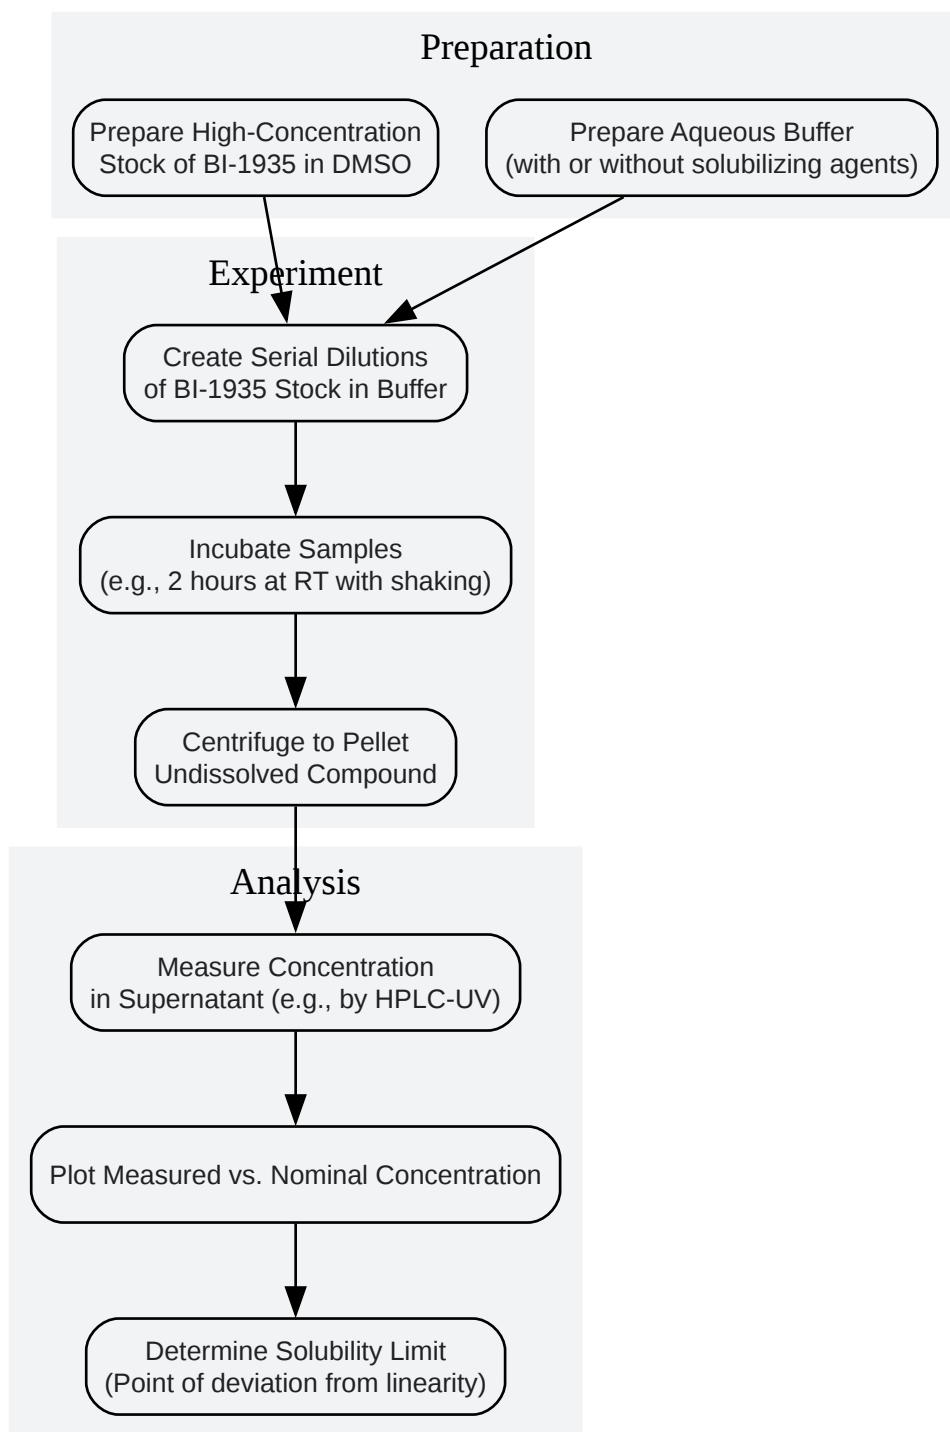 Preparation
Prepare High-Concentration
Stock of BI-1935 in DMSO
Prepare Aqueous Buffer
(with or without solubilizing agents)
Experiment
Create Serial Dilutions
of BI-1935 Stock in Buffer
Incubate Samples
(e.g., 2 hours at RT with shaking)
Centrifuge to Pellet
Undissolved Compound
Analysis
Measure Concentration
in Supernatant (e.g., by HPLC-UV)
Plot Measured vs. Nominal Concentration
Determine Solubility Limit
(Point of deviation from linearity)